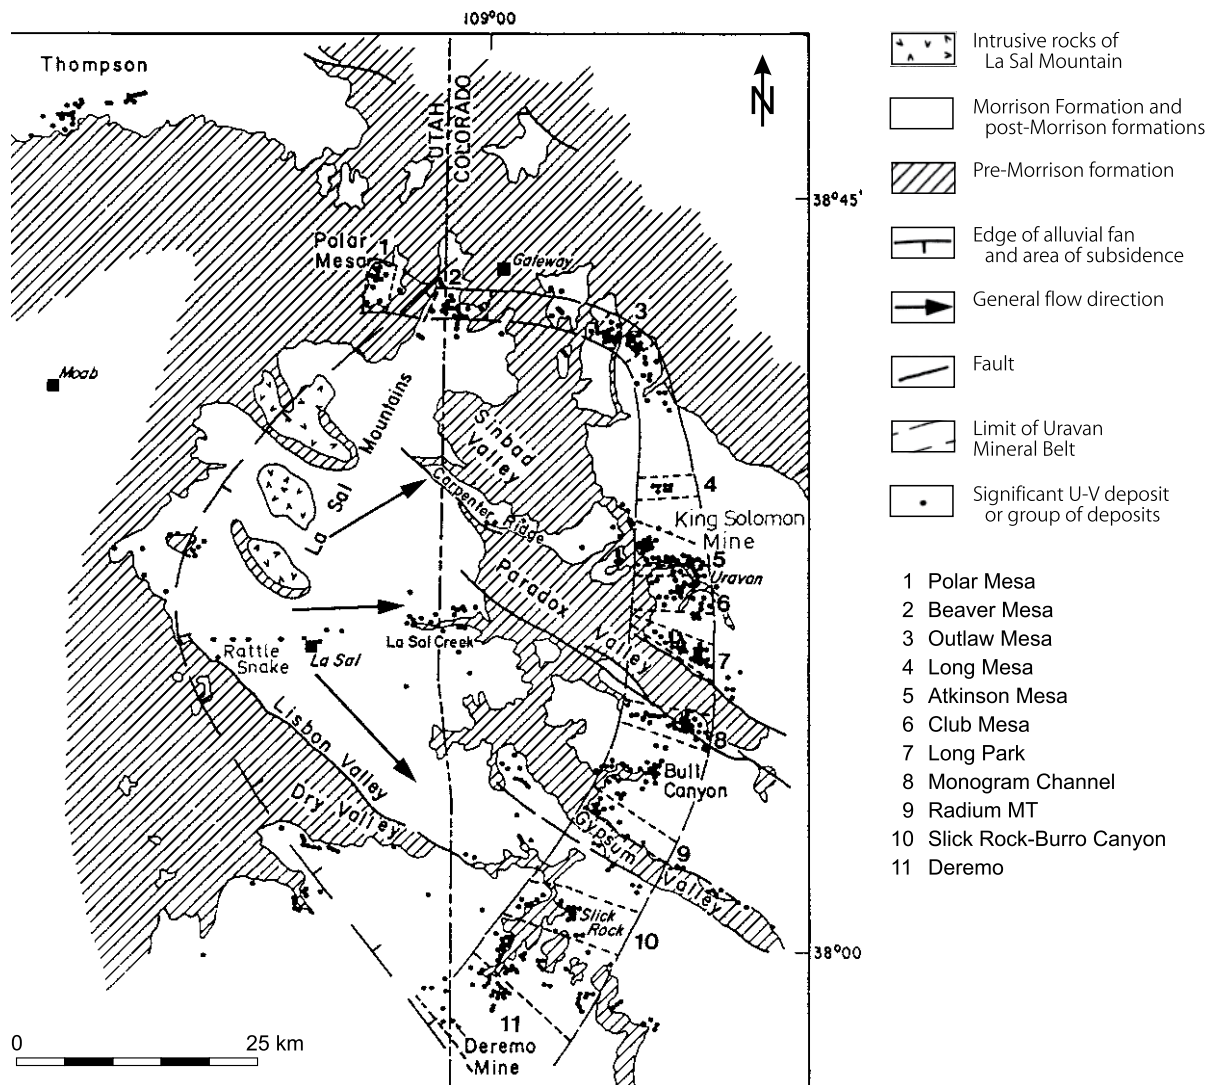 109°00
Thompson
UTAH
COLORADO
N
38°45'
Polar
Mesa
1
Gateway
2
3
Moab
Mountains
Sal
La
Sinbad
Valley
Carpenter Ridge
4
King Solomon
Mine
5
Uravan
6
Paradox
Valley
7
La Sal Creek
Rattle
Snake
La Sal
8
Lisbon Valley
Dry Valley
Bull
Canyon
Gypsum
Valley
9
Slick
Rock
10
38°00
11
Deremo
Mine
0
25 km
Intrusive rocks of
La Sal Mountain
Morrison Formation and
post-Morrison formations
Pre-Morrison formation
Edge of alluvial fan
and area of subsidence
General flow direction
Fault
Limit of Uravan
Mineral Belt
Significant U-V deposit
or group of deposits
1 Polar Mesa
2 Beaver Mesa
3 Outlaw Mesa
4 Long Mesa
5 Atkinson Mesa
6 Club Mesa
7 Long Park
8 Monogram Channel
9 Radium MT
10 Slick Rock-Burro Canyon
11 Deremo